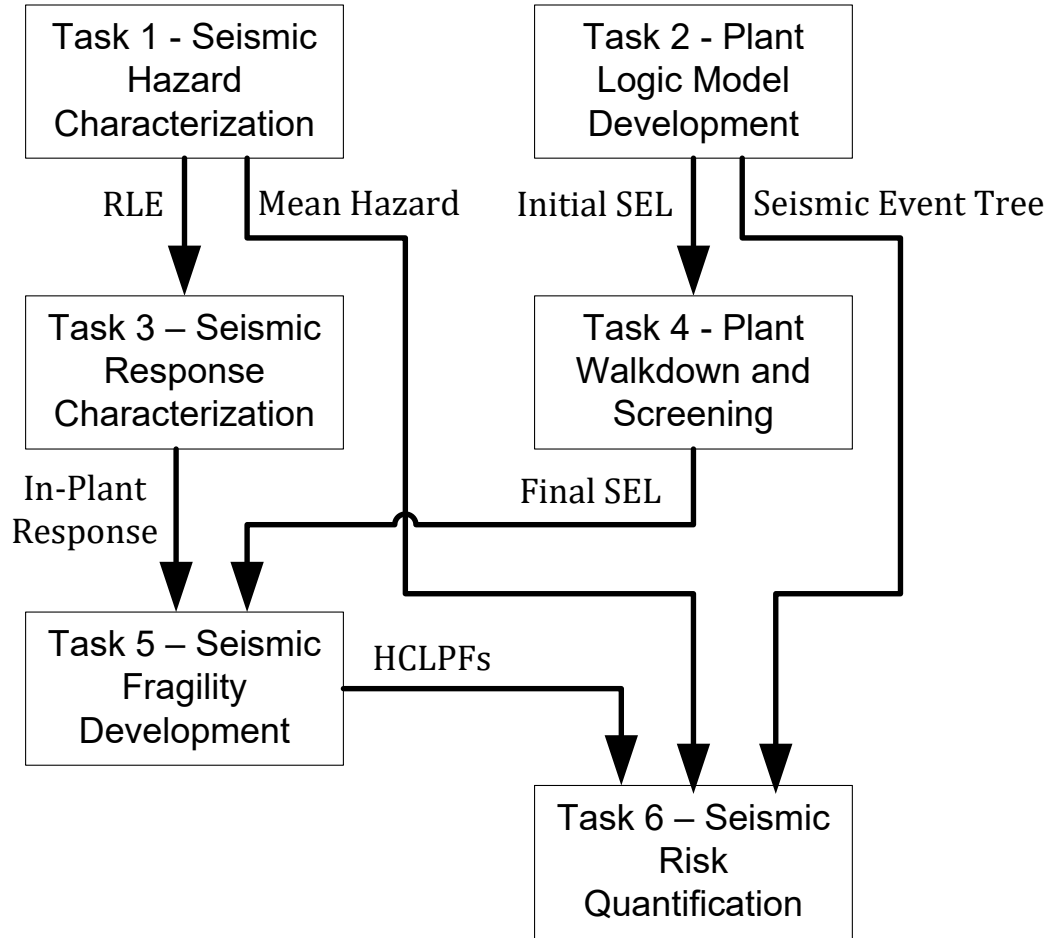 Task 1 - Seismic
Hazard
Characterization
Task 2 - Plant
Logic Model
Development
RLE
Mean Hazard
Initial SEL
Seismic Event Tree
Task 3 – Seismic
Response
Characterization
Task 4 - Plant
Walkdown and
Screening
In-Plant
Response
Final SEL
Task 5 – Seismic
Fragility
Development
HCLPFs
Task 6 – Seismic
Risk
Quantification